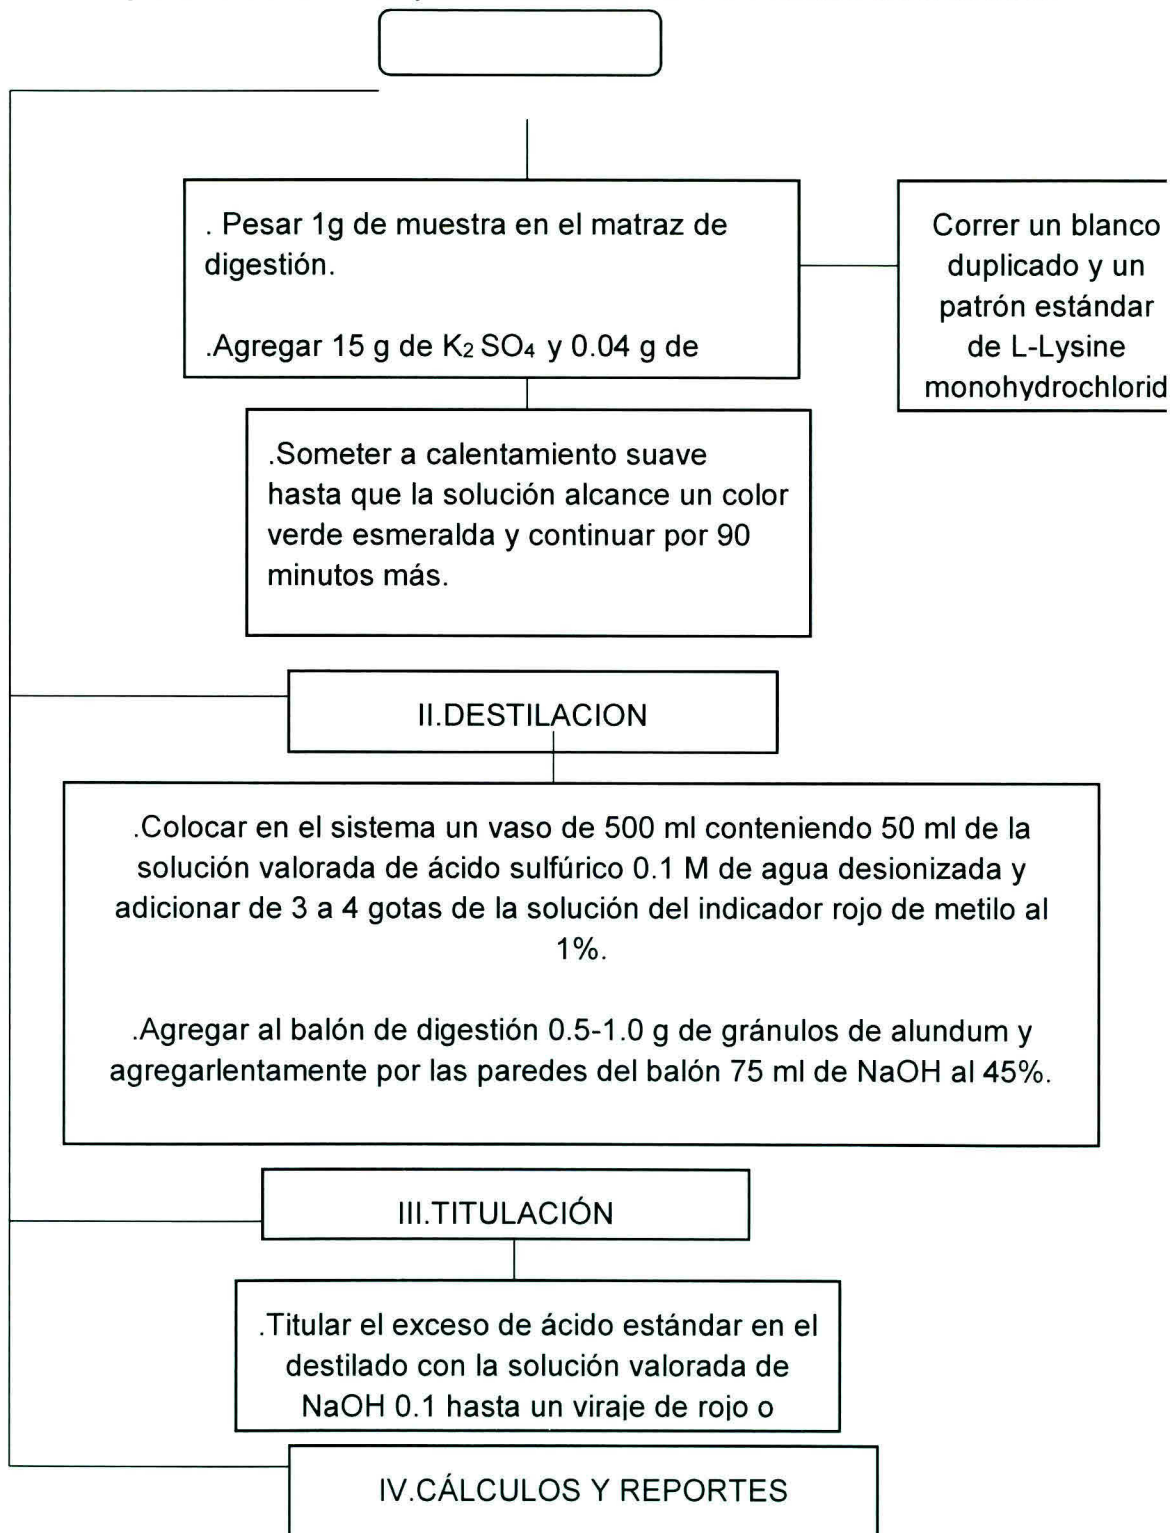 . Pesar 1g de muestra en el matraz de
digestión.
.Agregar 15 g de K₂ SO₄ y 0.04 g de
Correr un blanco
duplicado y un
patrón estándar
de L-Lysine
monohydrochlorid
.Someter a calentamiento suave
hasta que la solución alcance un color
verde esmeralda y continuar por 90
minutos más.
II.DESTILACION
.Colocar en el sistema un vaso de 500 ml conteniendo 50 ml de la
solución valorada de ácido sulfúrico 0.1 M de agua desionizada y
adicionar de 3 a 4 gotas de la solución del indicador rojo de metilo al
1%.
.Agregar al balón de digestión 0.5-1.0 g de gránulos de alundum y
agregarlentamente por las paredes del balón 75 ml de NaOH al 45%.
III.TITULACIÓN
.Titular el exceso de ácido estándar en el
destilado con la solución valorada de
NaOH 0.1 hasta un viraje de rojo o
IV.CÁLCULOS Y REPORTES